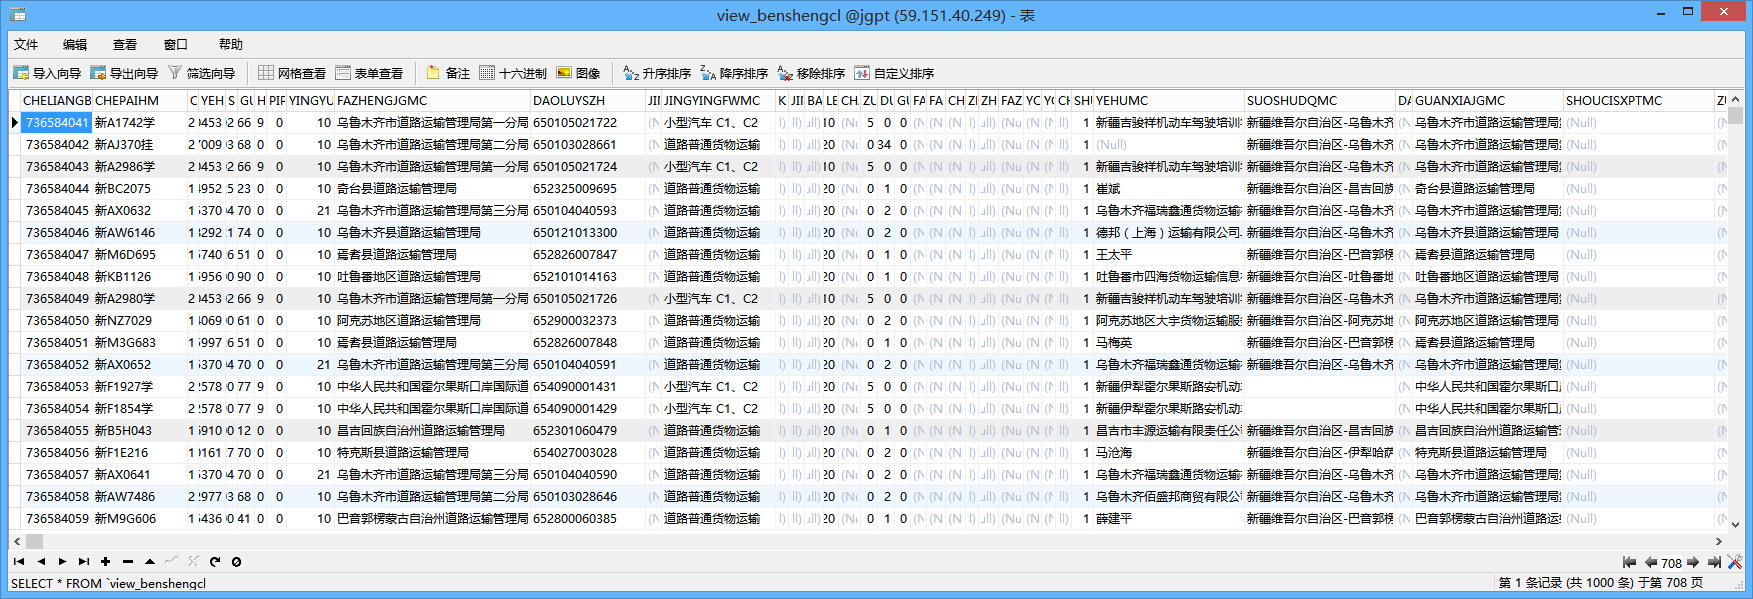 view_benshengcl @jgpt (59.151.40.249) - 表
文件 编辑 查看 窗口 帮助
导入向导 导出向导 筛选向导 网格查看 表单查看 备注 十六进制 图像 升序排序 降序排序 移除排序 自定义排序
CHELIANGB CHEPAIHM C YEH S GU H PIF YINGYU FAZHENGJGMC DAOLUYSZH JII JINGYINGFWMC K JII BA LE CH ZU DU GU FA FA CH ZI ZH FAZ YC YC CH SHU YEHUMC SUOSHUDQMC DA GUANXIAJGMC SHOUCISXPTMC ZU
736584041 新A1742学 2 0453 2 66 9 0 10 乌鲁木齐市道路运输管理局第一分局 650105021722 小型汽车 C1、C2 10 5 0 0 1 新疆吉骏祥机动车驾驶培训 新疆维吾尔自治区-乌鲁木齐 乌鲁木齐市道路运输管理局 (Null)
736584042 新AJ370挂 2 7009 3 68 0 0 10 乌鲁木齐市道路运输管理局第二分局 650103028661 道路普通货物运输 20 0 34 0 1 (Null) 新疆维吾尔自治区-乌鲁木齐 乌鲁木齐市道路运输管理局 (Null)
736584043 新A2986学 2 0453 2 66 9 0 10 乌鲁木齐市道路运输管理局第一分局 650105021724 小型汽车 C1、C2 10 5 0 0 1 新疆吉骏祥机动车驾驶培训 新疆维吾尔自治区-乌鲁木齐 乌鲁木齐市道路运输管理局 (Null)
736584044 新BC2075 1 4952 5 23 0 0 10 奇台县道路运输管理局 652325009695 道路普通货物运输 20 0 1 0 1 崔斌 新疆维吾尔自治区-昌吉回族 奇台县道路运输管理局 (Null)
736584045 新AX0632 1 5370 4 70 0 0 21 乌鲁木齐市道路运输管理局第三分局 650104040593 道路普通货物运输 20 0 2 0 1 乌鲁木齐福瑞鑫通货物运输 新疆维吾尔自治区-乌鲁木齐 乌鲁木齐市道路运输管理局 (Null)
736584046 新AW6146 1 8292 1 74 0 0 10 乌鲁木齐县道路运输管理局 650121013300 道路普通货物运输 20 0 2 0 1 德邦（上海）运输有限公司 新疆维吾尔自治区-乌鲁木齐 乌鲁木齐县道路运输管理局 (Null)
736584047 新M6D695 1 5740 6 51 0 0 10 焉耆县道路运输管理局 652826007847 道路普通货物运输 20 0 1 0 1 王太平 新疆维吾尔自治区-巴音郭楞 焉耆县道路运输管理局 (Null)
736584048 新KB1126 1 5956 0 90 0 0 10 吐鲁番地区道路运输管理局 652101014163 道路普通货物运输 20 0 1 0 1 吐鲁番市四海货物运输信息 新疆维吾尔自治区-吐鲁番地 吐鲁番地区道路运输管理局 (Null)
736584049 新A2980学 2 0453 2 66 9 0 10 乌鲁木齐市道路运输管理局第一分局 650105021726 小型汽车 C1、C2 10 5 0 0 1 新疆吉骏祥机动车驾驶培训 新疆维吾尔自治区-乌鲁木齐 乌鲁木齐市道路运输管理局 (Null)
736584050 新NZ7029 1 4069 0 61 0 0 10 阿克苏地区道路运输管理局 652900032373 道路普通货物运输 20 0 2 0 1 阿克苏地区大宇货物运输服 新疆维吾尔自治区-阿克苏地 阿克苏地区道路运输管理局 (Null)
736584051 新M3G683 1 5997 6 51 0 0 10 焉耆县道路运输管理局 652826007848 道路普通货物运输 20 0 1 0 1 马梅英 新疆维吾尔自治区-巴音郭楞 焉耆县道路运输管理局 (Null)
736584052 新AX0652 1 5370 4 70 0 0 21 乌鲁木齐市道路运输管理局第三分局 650104040591 道路普通货物运输 20 0 2 0 1 乌鲁木齐福瑞鑫通货物运输 新疆维吾尔自治区-乌鲁木齐 乌鲁木齐市道路运输管理局 (Null)
736584053 新F1927学 2 2578 0 77 9 0 10 中华人民共和国霍尔果斯口岸国际道 654090001431 小型汽车 C1、C2 20 5 0 0 1 新疆伊犁霍尔果斯路安机动 中华人民共和国霍尔果斯口 (Null)
736584054 新F1854学 2 2578 0 77 9 0 10 中华人民共和国霍尔果斯口岸国际道 654090001429 小型汽车 C1、C2 20 5 0 0 1 新疆伊犁霍尔果斯路安机动 中华人民共和国霍尔果斯口 (Null)
736584055 新B5H043 1 5910 0 12 0 0 10 昌吉回族自治州道路运输管理局 652301060479 道路普通货物运输 20 0 1 0 1 昌吉市丰源运输有限责任公 新疆维吾尔自治区-昌吉回族 昌吉回族自治州道路运输管 (Null)
736584056 新F1E216 1 0161 7 70 0 0 10 特克斯县道路运输管理局 654027003028 道路普通货物运输 20 0 2 0 1 马沧海 新疆维吾尔自治区-伊犁哈萨 特克斯县道路运输管理局 (Null)
736584057 新AX0641 1 5370 4 70 0 0 21 乌鲁木齐市道路运输管理局第三分局 650104040590 道路普通货物运输 20 0 2 0 1 乌鲁木齐福瑞鑫通货物运输 新疆维吾尔自治区-乌鲁木齐 乌鲁木齐市道路运输管理局 (Null)
736584058 新AW7486 2 2977 3 68 0 0 10 乌鲁木齐市道路运输管理局第二分局 650103028646 道路普通货物运输 20 0 2 0 1 乌鲁木齐佰盛邦商贸有限公 新疆维吾尔自治区-乌鲁木齐 乌鲁木齐市道路运输管理局 (Null)
736584059 新M9G606 1 5436 0 41 0 0 10 巴音郭楞蒙古自治州道路运输管理局 652800060385 道路普通货物运输 20 0 1 0 1 薛建平 新疆维吾尔自治区-巴音郭楞 巴音郭楞蒙古自治州道路运 (Null)
708
SELECT * FROM `view_benshengcl 第 1 条记录 (共 1000 条) 于第 708 页